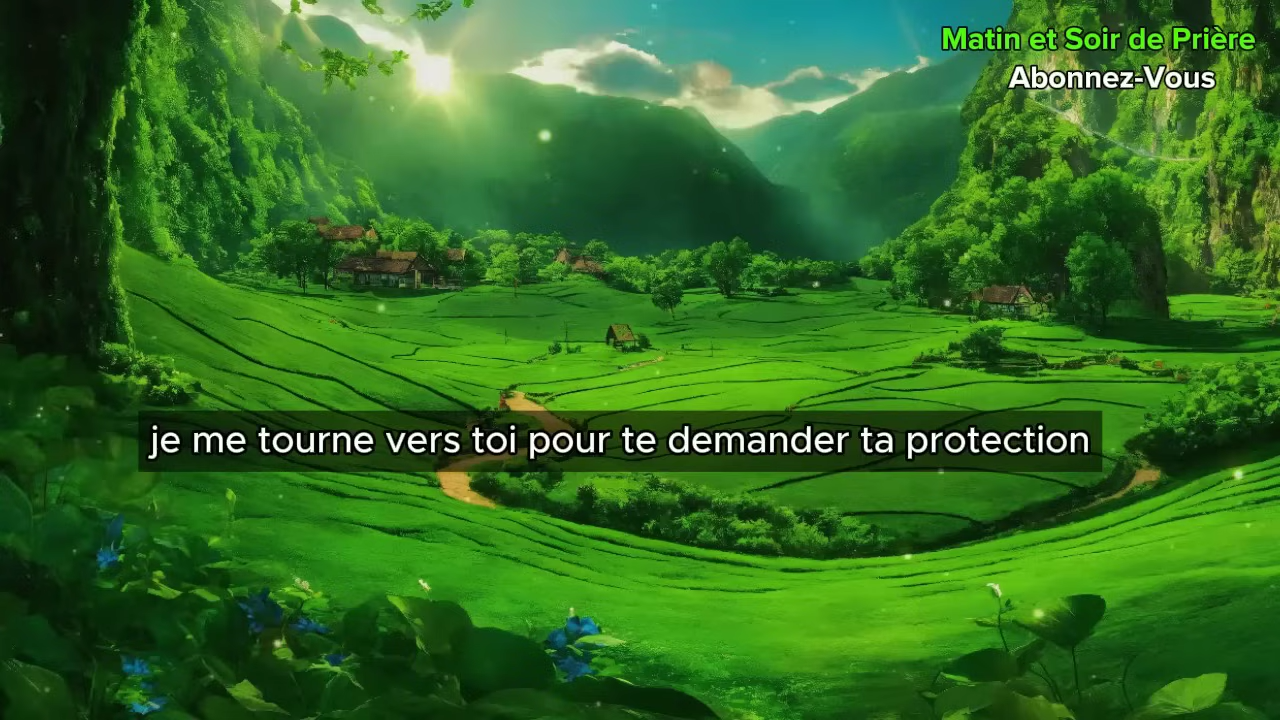 Matin et Soir de Prière
Abonnez-Vous
je me tourne vers toi pour te demander ta protection